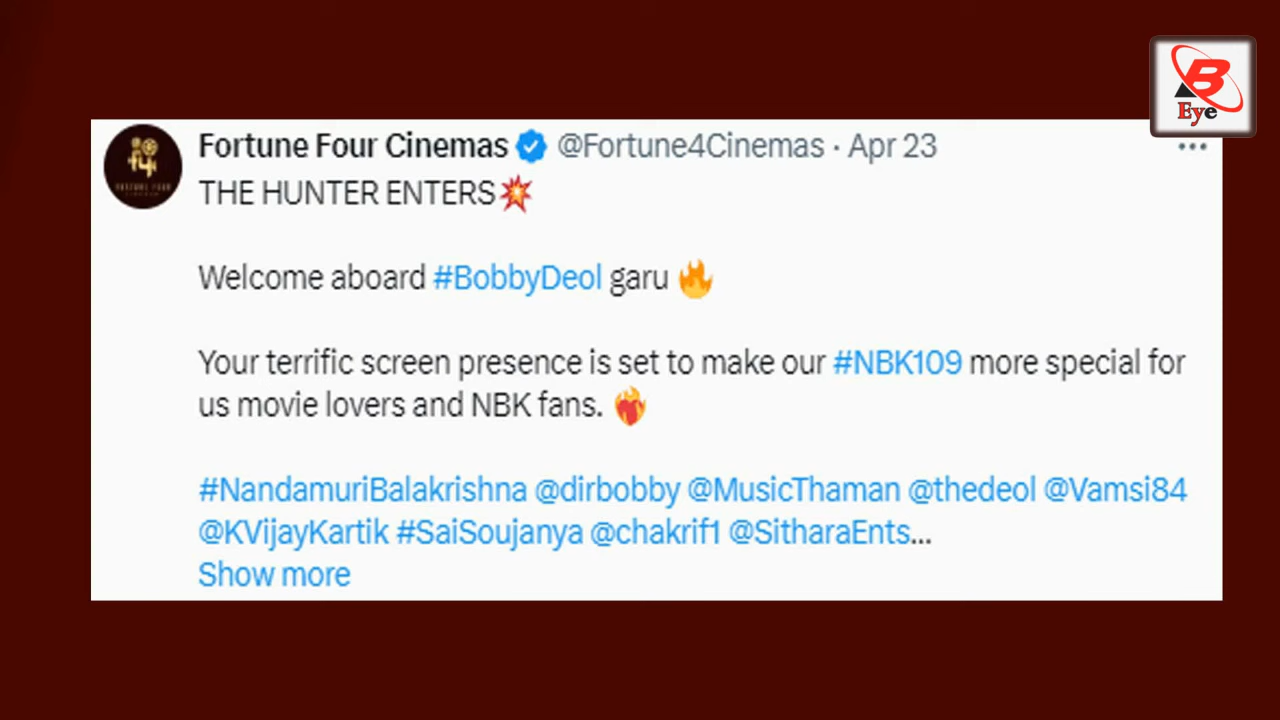 B
Eye
Fortune Four Cinemas @Fortune4Cinemas · Apr 23
THE HUNTER ENTERS💥
Welcome aboard #BobbyDeol garu 🔥
Your terrific screen presence is set to make our #NBK109 more special for
us movie lovers and NBK fans. ❤️‍🔥
#NandamuriBalakrishna @dirbobby @MusicThaman @thedeol @Vamsi84
@KVijayKartik #SaiSoujanya @chakrif1 @SitharaEnts...
Show more